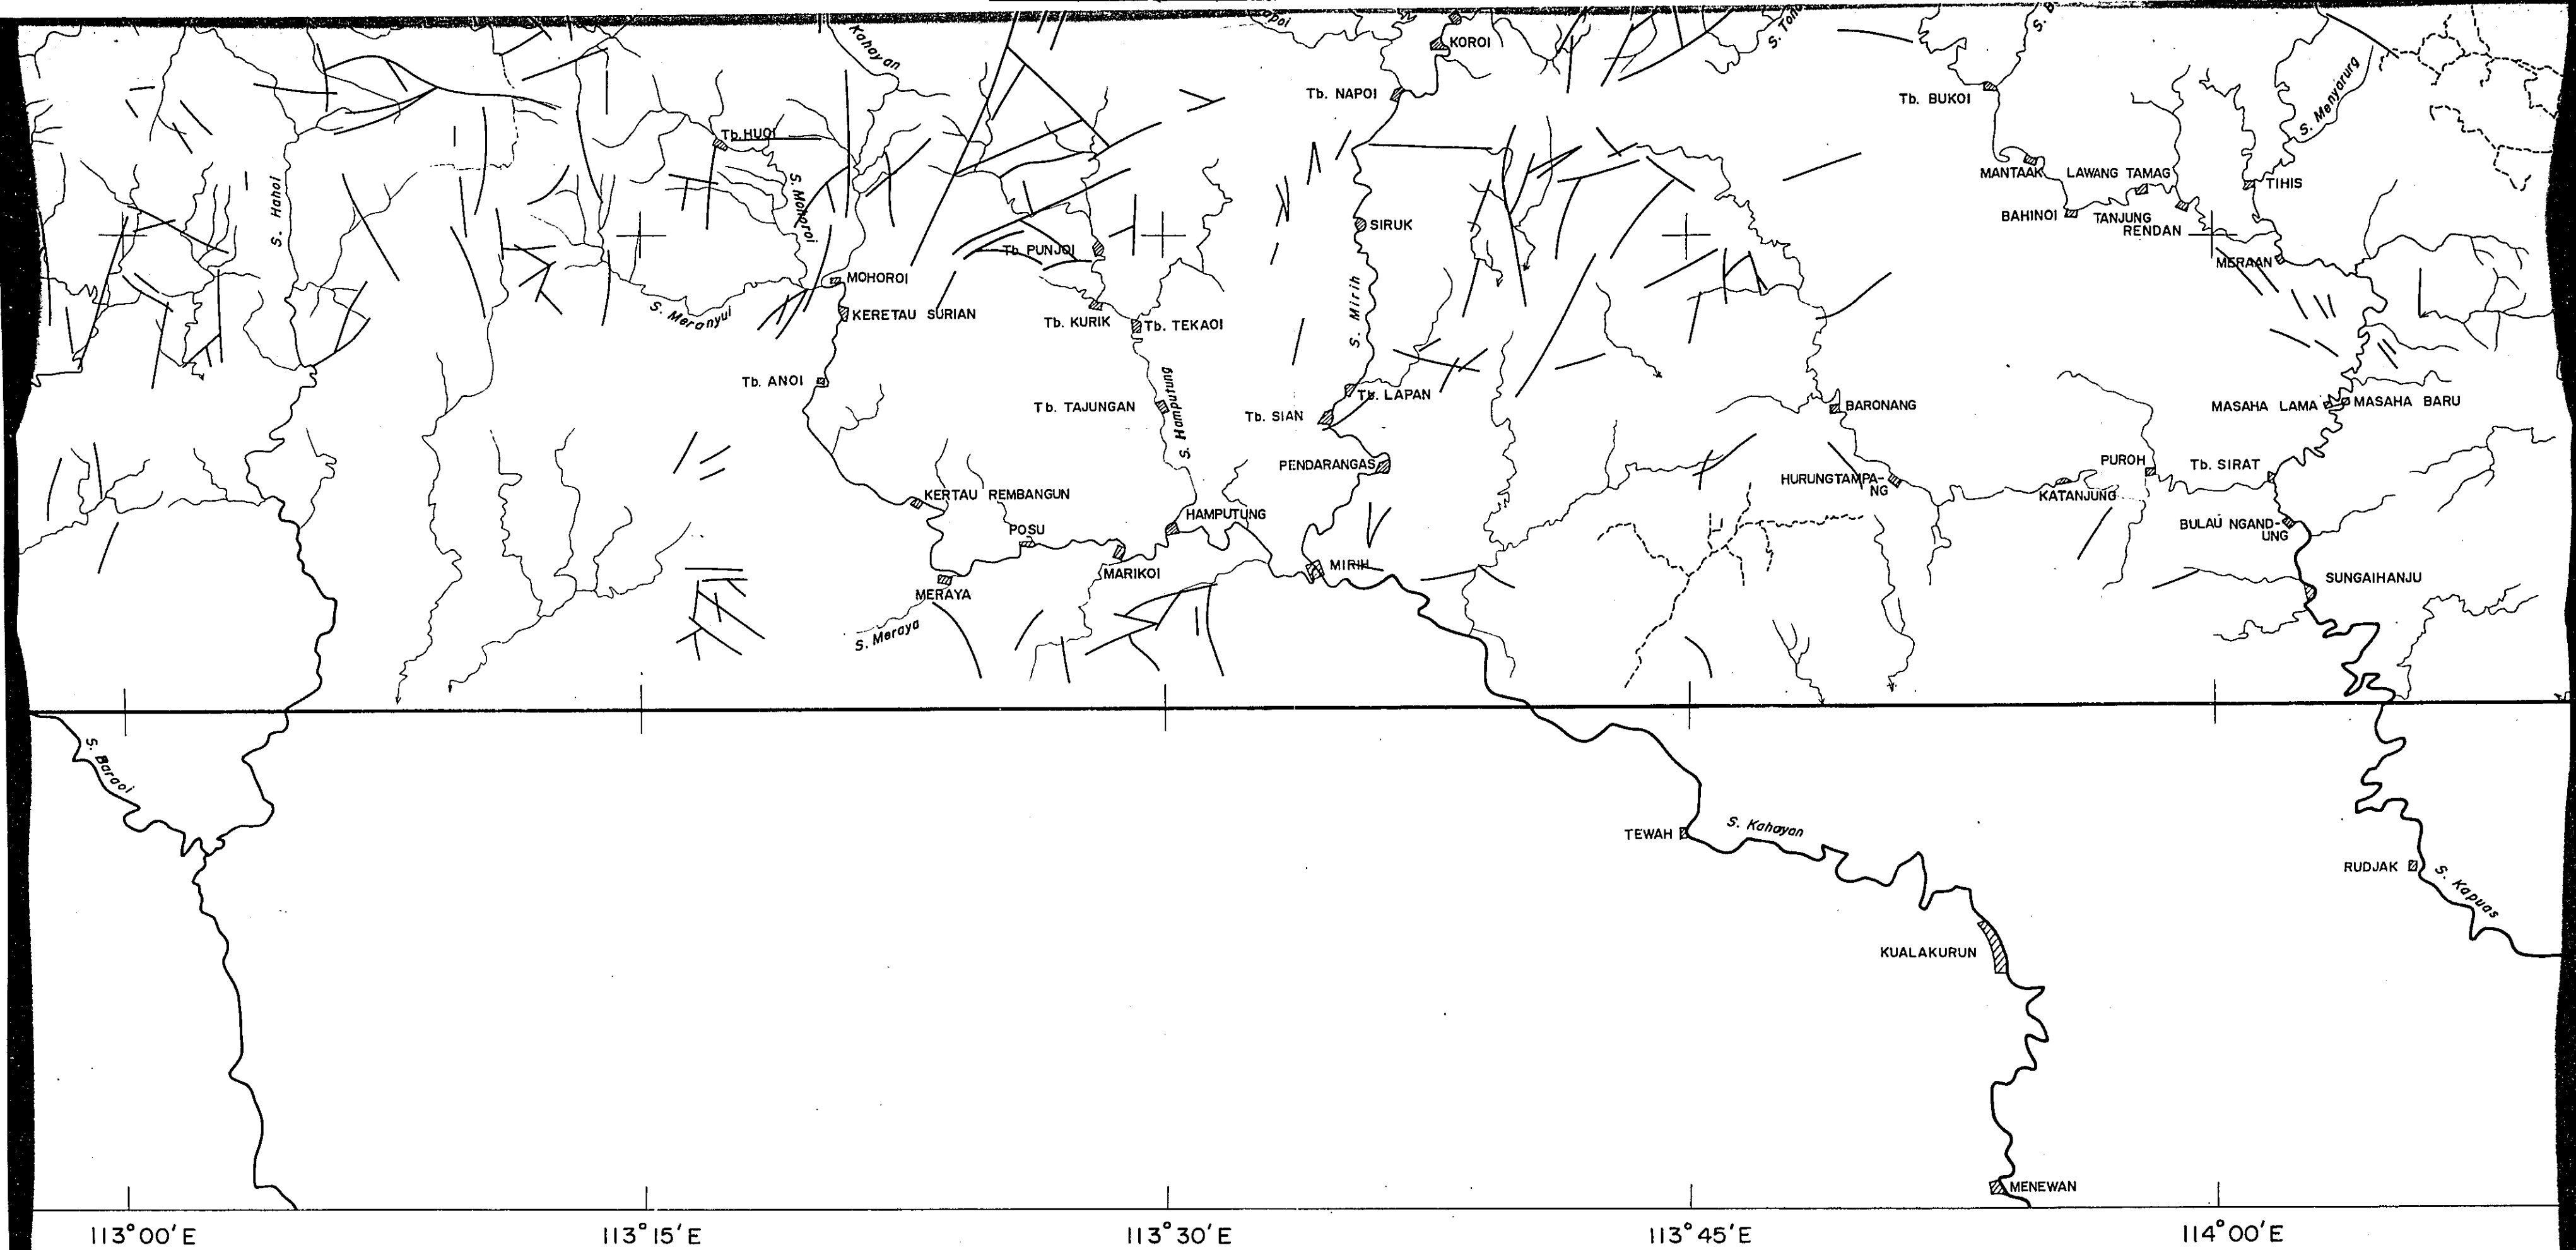 Kahayan
KOROI
Tb. NAPOI
Tb. BUKOI
S. Menyarurg
Tb. HUOI
MANTAAK
LAWANG TAMAG
TIHIS
S. Hahoi
S. Mohoroi
SIRUK
BAHINOI
TANJUNG
RENDAN
Tb. PUNJOI
MERAAN
MOHOROI
KERETAU SURIAN
S. Meranyui
Tb. KURIK
Tb. TEKAOI
S. Mirih
Tb. ANOI
Tb. LAPAN
Tb. TAJUNGAN
S. Hamputung
Tb. SIAN
BARONANG
MASAHA LAMA
MASAHA BARU
PENDARANGAS
PUROH
Tb. SIRAT
HURUNGTAMPA-
NG
KATANJUNG
KERTAU REMBANGUN
HAMPUTUNG
POSU
BULAU NGAND-
UNG
MARIKOI
MIRIH
SUNGAIHANJU
MERAYA
S. Meraya
S. Baraoi
TEWAH
S. Kahayan
RUDJAK
S. Kapuas
KUALAKURUN
MENEWAN
113°00'E
113°15'E
113°30'E
113°45'E
114°00'E